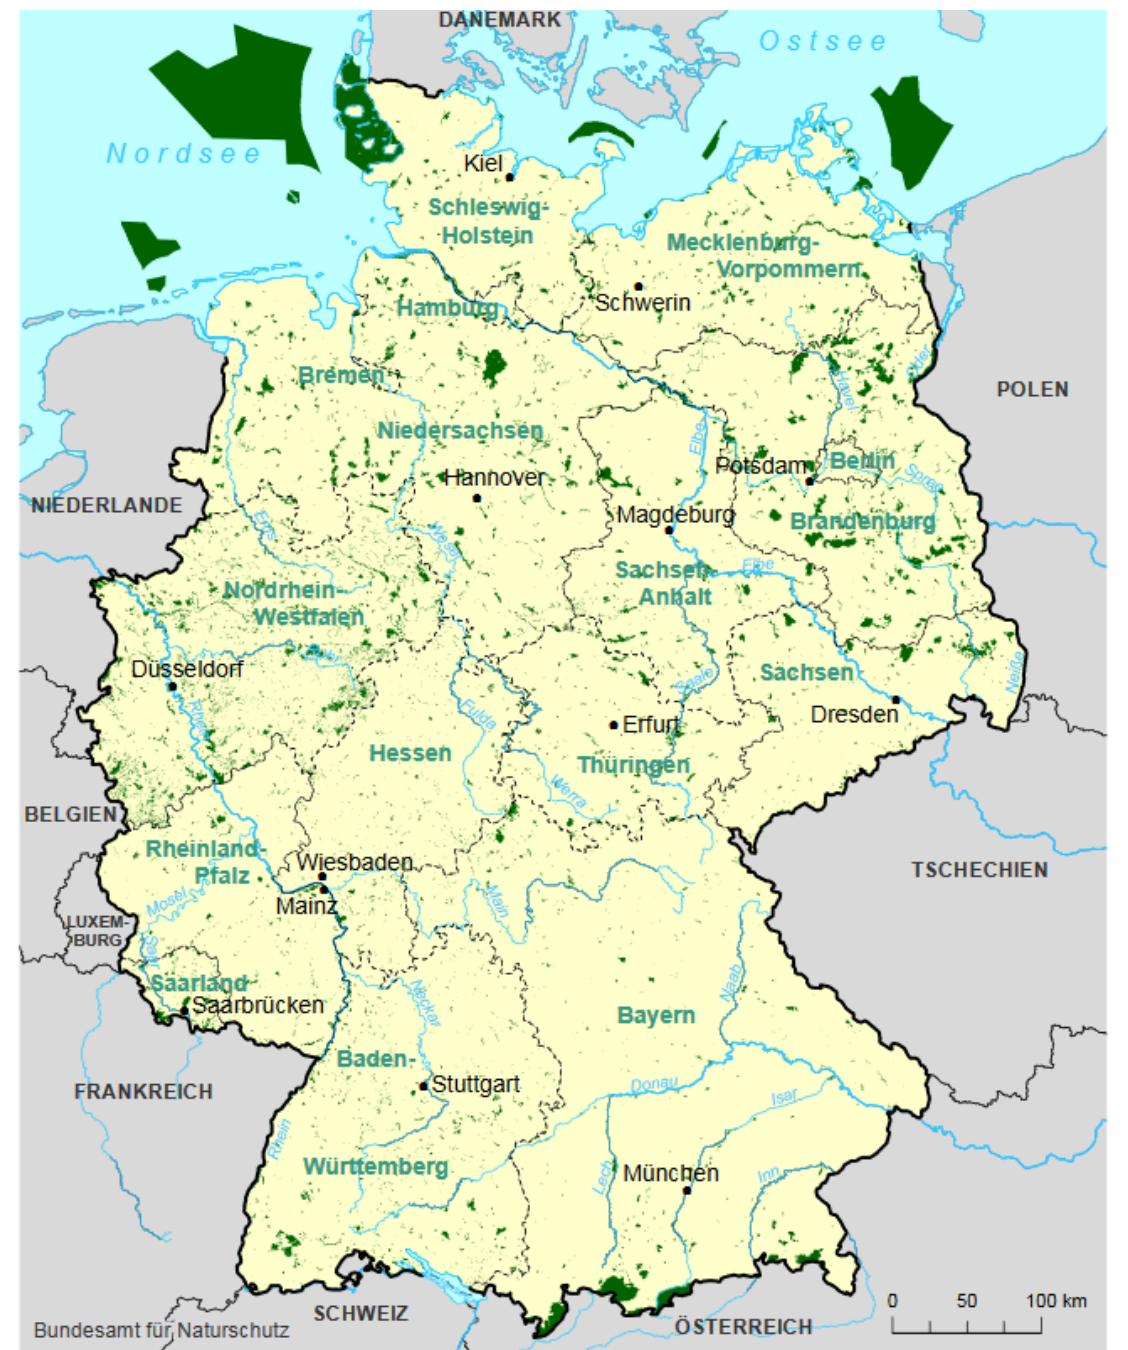 DÄNEMARK
Ostsee
Nordsee
Kiel
Schleswig-
Holstein
Mecklenburg-
Vorpommern
Schwerin
Hamburg
Oder
Bremen
Havel
POLEN
Niedersachsen
Elbe
Hannover
Potsdam
Berlin
Spree
NIEDERLANDE
Magdeburg
Brandenburg
Ems
Weser
Sachsen-
Anhalt
Elbe
Nordrhein-
Westfalen
Ruhr
Düsseldorf
Sachsen
Neiße
Saale
Rhein
Fulda
Erfurt
Dresden
Hessen
Thüringen
Werra
BELGIEN
Rheinland-
Pfalz
Wiesbaden
TSCHECHIEN
Mosel
Mainz
Main
LUXEM-
BURG
Saar
Saarland
Saarbrücken
Naab
Neckar
Bayern
Baden-
FRANKREICH
Stuttgart
Donau
Isar
Rhein
Württemberg
Lech
München
Inn
SCHWEIZ
ÖSTERREICH
0 50 100 km
Bundesamt für Naturschutz